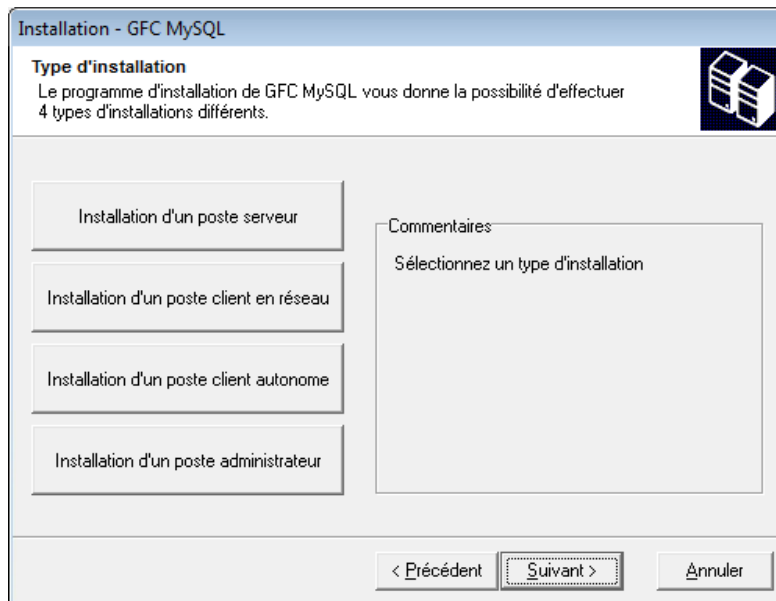 Installation - GFC MySQL
Type d'installation
Le programme d'installation de GFC MySQL vous donne la possibilité d'effectuer
4 types d'installations différents.
Installation d'un poste serveur
Installation d'un poste client en réseau
Installation d'un poste client autonome
Installation d'un poste administrateur
Commentaires
Sélectionnez un type d'installation
< Précédent
Suivant >
Annuler